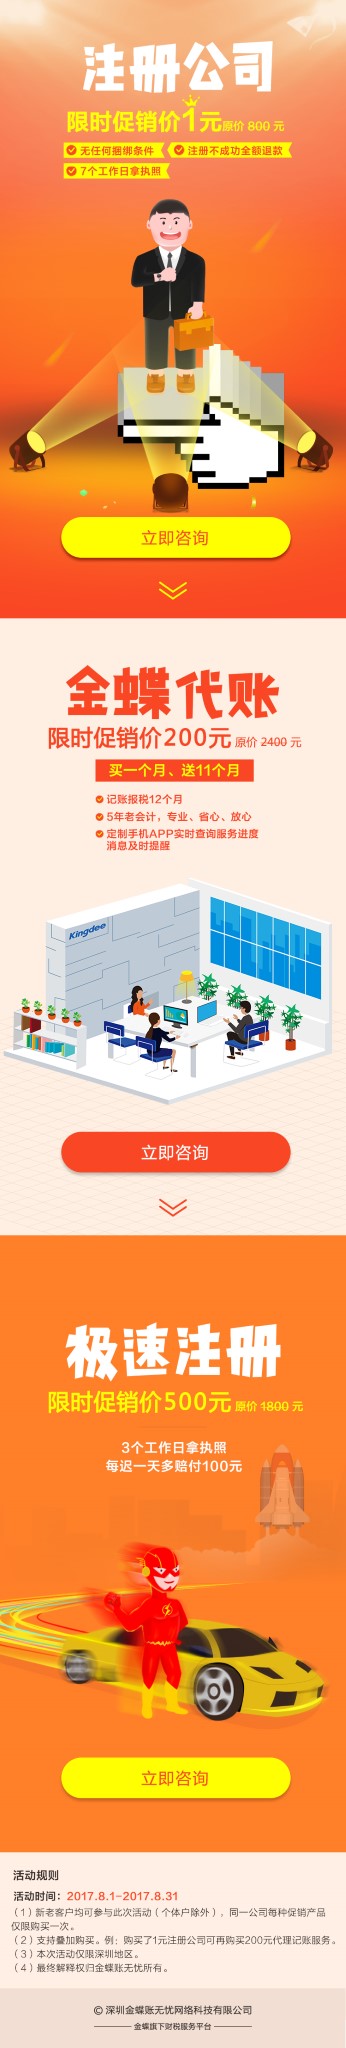 注册公司
限时促销价1元原价 800 元
无任何捆绑条件 注册不成功全额退款
7个工作日拿执照
立即咨询
金蝶代账
限时促销价200元 原价 2400 元
买一个月、送11个月
记账报税12个月
5年老会计，专业、省心、放心
定制手机APP实时查询服务进度
消息及时提醒
Kingdee
立即咨询
极速注册
限时促销价500元 原价 1800 元
3个工作日拿执照
每迟一天多赔付100元
立即咨询
活动规则
活动时间：2017.8.1-2017.8.31
（1）新老客户均可参与此次活动（个体户除外），同一公司每种促销产品
仅限购买一次。
（2）支持叠加购买。例：购买了1元注册公司可再购买200元代理记账服务。
（3）本次活动仅限深圳地区。
（4）最终解释权归金蝶账无忧所有。
© 深圳金蝶账无忧网络科技有限公司
金蝶旗下财税服务平台